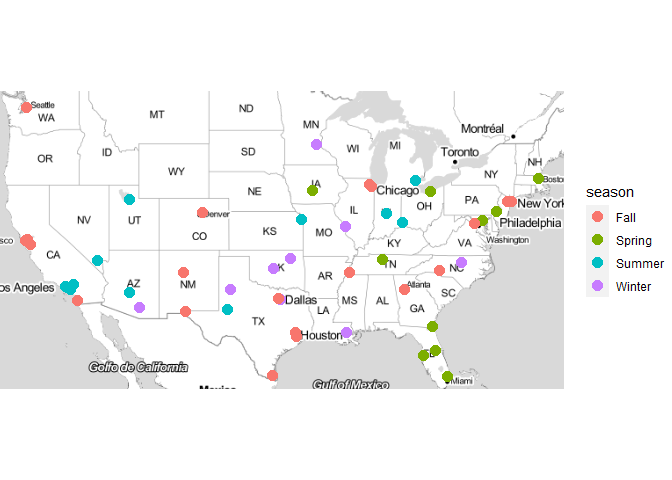 Seattle
WA
MT
ND
MN
Montréal
OR
ID
SD
WI
MI
Toronto
NH
WY
NY
Boston
NE
IA
Chicago
OH
PA
New York
NV
UT
Denver
CO
KS
MO
KY
VA
Philadelphia
Washington
sco
CA
os Angeles
AZ
NM
K
AR
TN
NC
SC
MS
AL
Atlanta
GA
TX
Dallas
LA
Houston
Golfo de California
Mexico
Gulf of Mexico
Miami
season
Fall
Spring
Summer
Winter